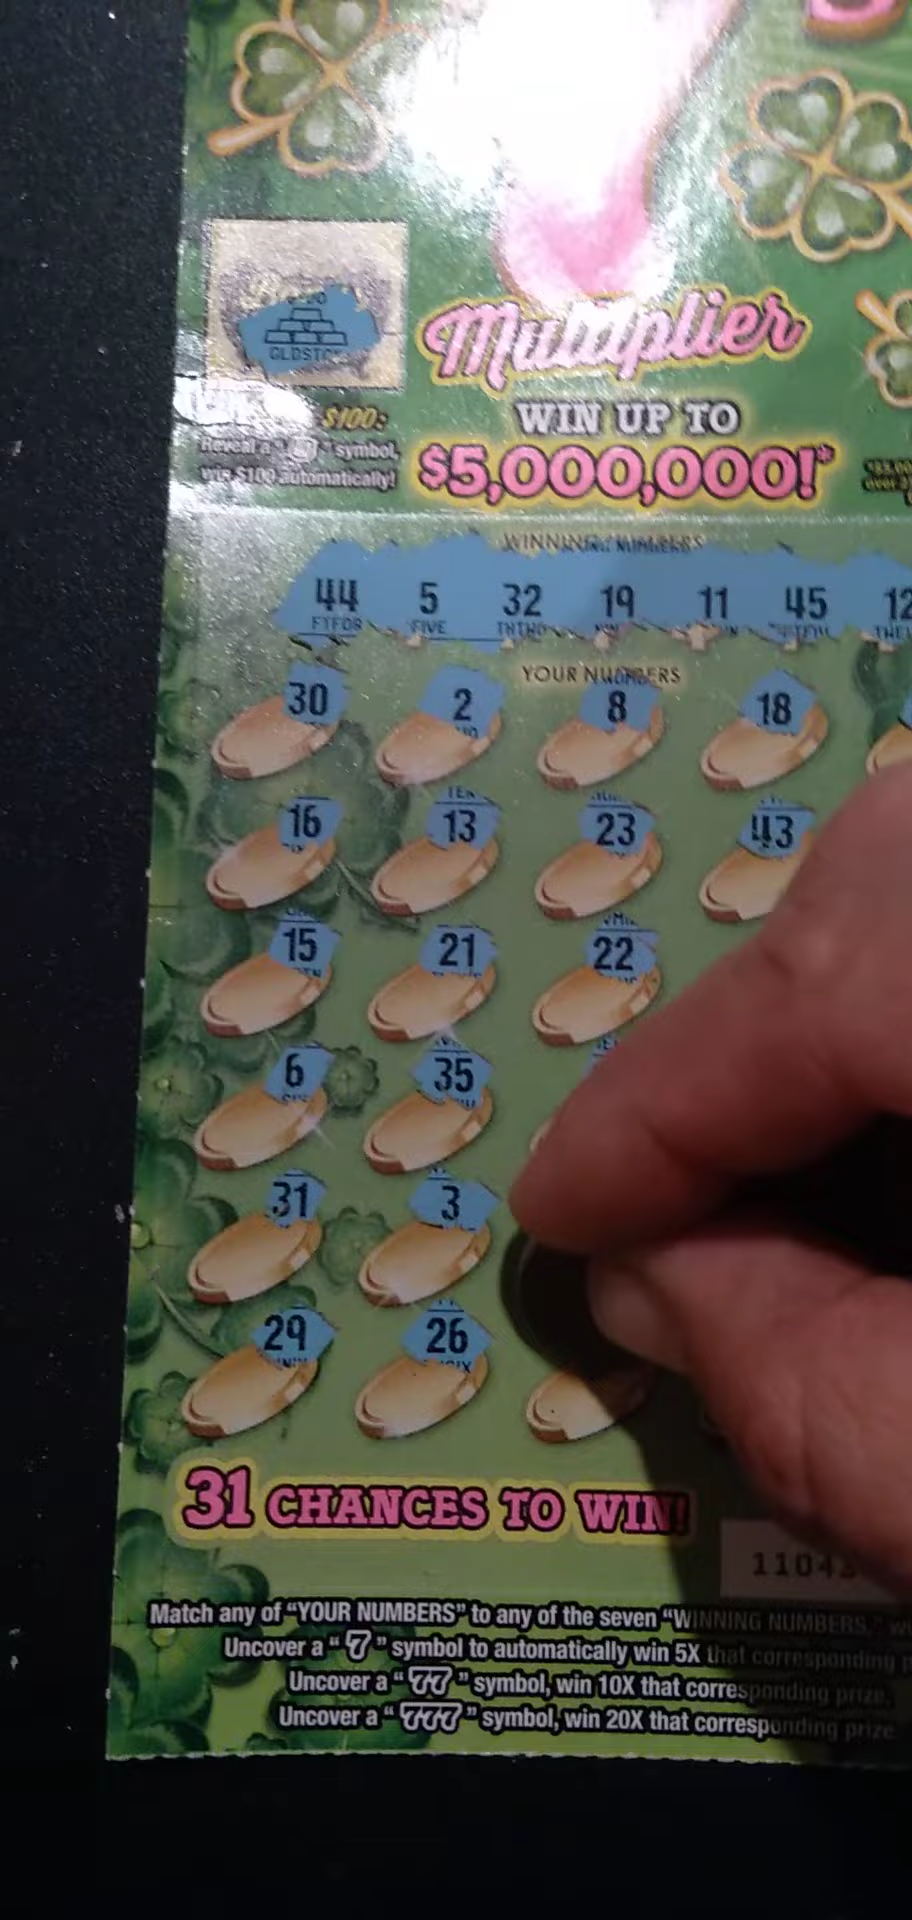 GLDSTC
Multiplier
$100:
Reveal a " " symbol,
win $100 automatically!
WIN UP TO
$5,000,000!*
WINNING NUMBERS
44 5 32 19 11 45 12
FYFOR FIVE
YOUR NUMBERS
30 2 8 18
16 13 23 43
15 21 22
6 35
31 3
29 26
31 CHANCES TO WIN!
Match any of "YOUR NUMBERS" to any of the seven "WINNING NUMBERS,"
Uncover a "7" symbol to automatically win 5X that corresponding
Uncover a "77" symbol, win 10X that corresponding prize.
Uncover a "777" symbol, win 20X that corresponding prize